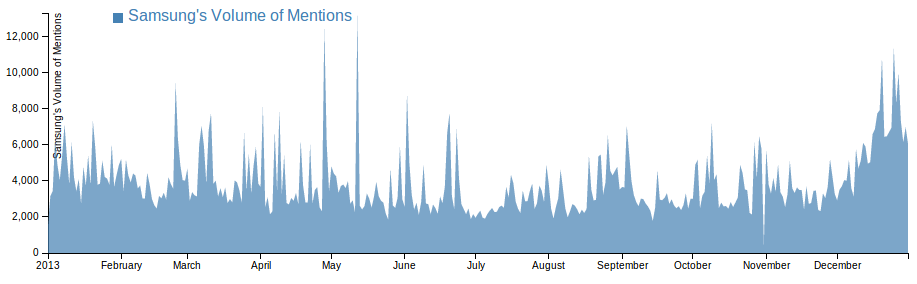 Samsung's Volume of Mentions
Samsung's Volume of Mentions
12,000
10,000
8,000
6,000
4,000
2,000
0
2013 February March April May June July August September October November December